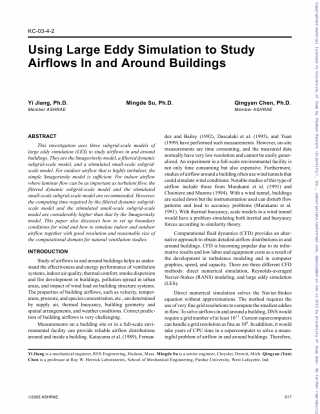 KC-03-4-2
Using Large Eddy Simulation to Study
Airflows In and Around Buildings
Yi Jiang, Ph.D.
Member ASHRAE
Mingde Su, Ph.D.
Qingyan Chen, Ph.D.
Member ASHRAE
ABSTRACT
This investigation uses three subgrid-scale models of
large eddy simulation (LES) to study airflows in and around
buildings. They are the Smagorinsky model, a filtered dynamic
subgrid-scale model, and a stimulated small-scale subgrid-scale
model. For outdoor airflow that is highly turbulent, the
simple Smagorinsky model is sufficient. For indoor airflow
where laminar flow can be as important as turbulent flow, the
filtered dynamic subgrid-scale model and the stimulated
small-scale subgrid-scale model are recommended. However,
the computing time required by the filtered dynamic subgrid-
scale model and the stimulated small-scale subgrid-scale
model are considerably higher than that by the Smagorinsky
model. This paper also discusses how to set up boundary
conditions for wind and how to simulate indoor and outdoor
airflow together with good resolution and reasonable size of
the computational domain for natural ventilation studies.
INTRODUCTION
Study of airflows in and around buildings helps us under-
stand the effectiveness and energy performance of ventilation
systems, indoor air quality, thermal comfort, smoke dispersion
and fire development in buildings, pollution spread in urban
areas, and impact of wind load on building structure systems.
The properties of building airflows, such as velocity, temper-
ature, pressure, and species concentration, etc., are determined
by supply air, thermal buoyancy, building geometry and
spatial arrangements, and weather conditions. Correct predic-
tion of building airflows is very challenging.
Measurements on a building site or in a full-scale envi-
ronmental facility can provide reliable airflow distributions
around and inside a building. Katayama et al. (1989), Fernan-
der and Bailey (1992), Dascalaki et al. (1995), and Yuan
(1999) have performed such measurements. However, on-site
measurements are time consuming, and the measured data
normally have very low resolution and cannot be easily gener-
alized. An experiment in a full-scale environmental facility is
not only time consuming but also expensive. Furthermore,
studies of airflow around a building often use wind tunnels that
could simulate wind conditions. Notable studies of this type of
airflow include those from Murakami et al. (1991) and
Choiniere and Munroe (1994). With a wind tunnel, buildings
are scaled down but the instrumentation used can disturb flow
patterns and lead to accuracy problems (Murakami et al.
1991). With thermal buoyancy, scale models in a wind tunnel
would have a problem simulating both inertial and buoyancy
forces according to similarity theory.
Computational fluid dynamics (CFD) provides an alter-
native approach to obtain detailed airflow distributions in and
around buildings. CFD is becoming popular due to its infor-
mative results and low labor and equipment costs as a result of
the development in turbulence modeling and in computer
graphics, speed, and capacity. There are three different CFD
methods: direct numerical simulation, Reynolds-averaged
Navier-Stokes (RANS) modeling, and large eddy simulation
(LES).
Direct numerical simulation solves the Navier-Stokes
equation without approximations. The method requires the
use of very fine grid resolutions to compute the smallest eddies
in flow. To solve airflow in and around a building, DNS would
require a grid number of at least 10¹¹. Current supercomputers
can handle a grid resolution as fine as 10⁸. In addition, it would
take years of CPU time in a supercomputer to solve a mean-
ingful problem of airflow in and around buildings. Therefore,
Yi Jiang is a mechanical engineer, RES Engineering, Hudson, Mass. Mingde Su is a senior engineer, Chrysler, Detroit, Mich. Qingyan (Yan)
Chen is a professor at Ray W. Herrick Laboratories, School of Mechanical Engineering, Purdue University, West Lafayette, Ind.
©2003 ASHRAE
517